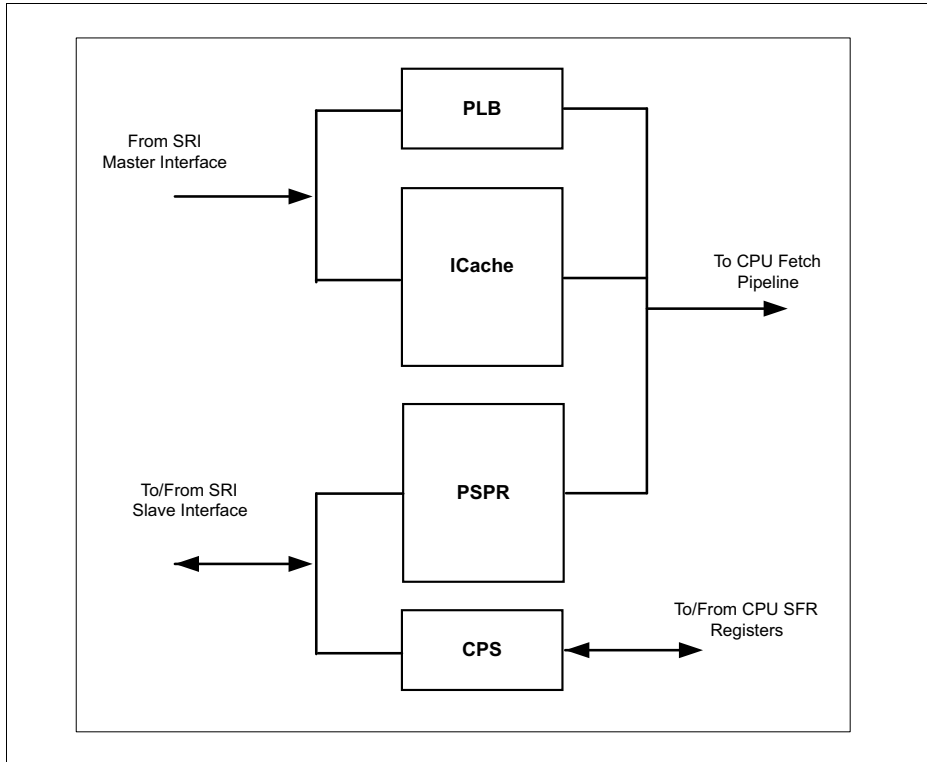 PLB
From SRI
Master Interface
ICache
To CPU Fetch
Pipeline
PSPR
To/From SRI
Slave Interface
CPS
To/From CPU SFR
Registers